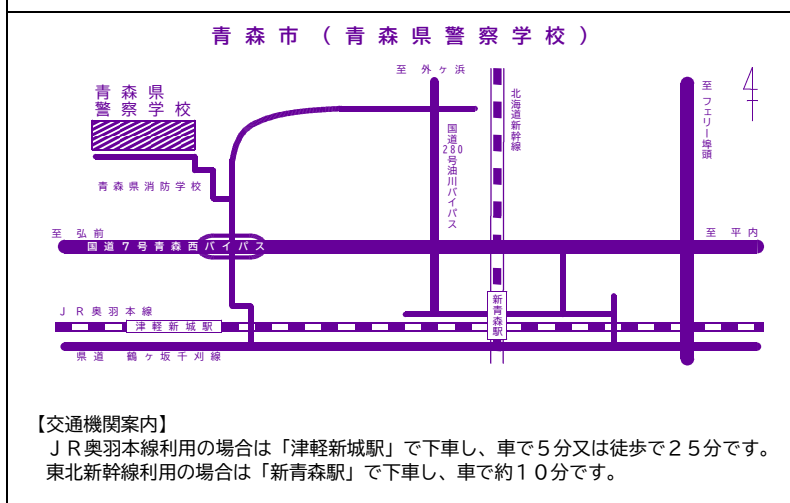 青森市（青森県警察学校）
至 外ヶ浜
青森県
警察学校
北海道新幹線
至フェリー埠頭
国道280号油川バイパス
青森県消防学校
至 弘前
至 平内
国道７号青森西バイパス
ＪＲ奥羽本線
津軽新城駅
新青森駅
県道 鶴ヶ坂千刈線
【交通機関案内】
ＪＲ奥羽本線利用の場合は「津軽新城駅」で下車し、車で５分又は徒歩で２５分です。
東北新幹線利用の場合は「新青森駅」で下車し、車で約１０分です。